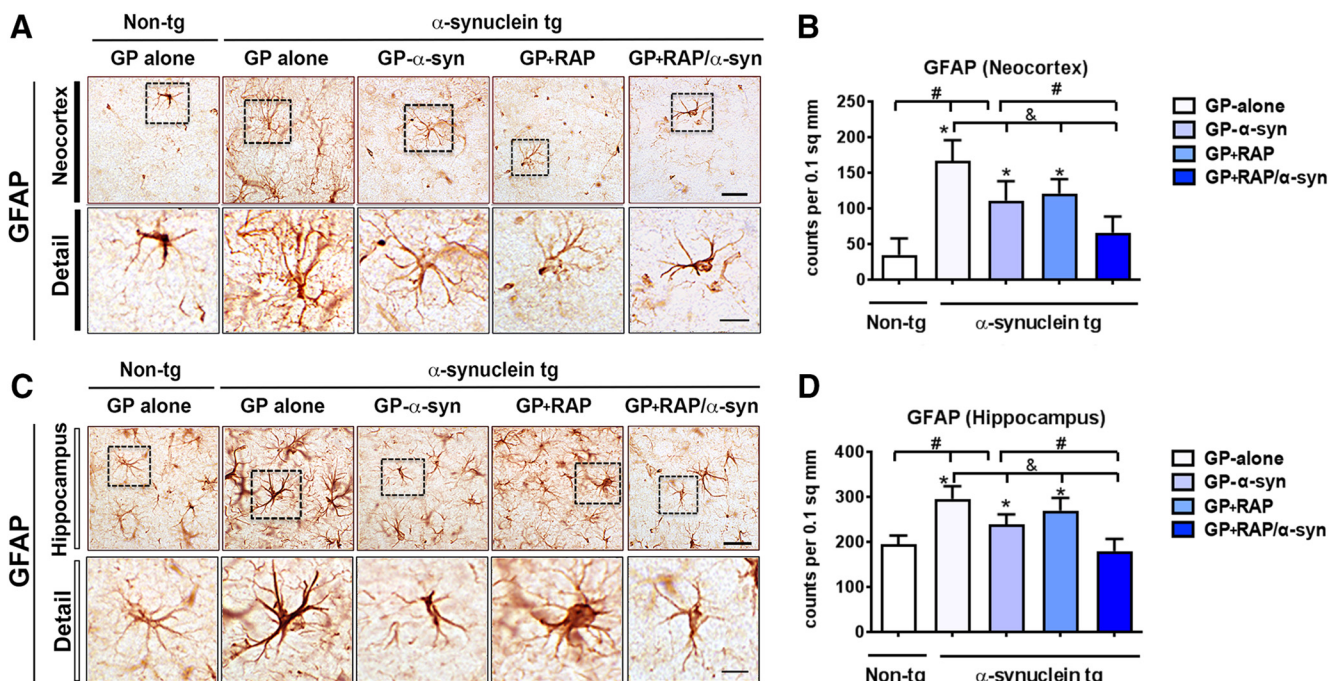 A
Non-tg
α-synuclein tg
GP alone
GP alone
GP-α-syn
GP+RAP
GP+RAP/α-syn
GFAP
Neocortex
Detail
B
GFAP (Neocortex)
counts per 0.1 sq mm
250
200
150
100
50
0
#
#
&
*
*
*
Non-tg
α-synuclein tg
GP-alone
GP-α-syn
GP+RAP
GP+RAP/α-syn
C
Non-tg
α-synuclein tg
GP alone
GP alone
GP-α-syn
GP+RAP
GP+RAP/α-syn
GFAP
Hippocampus
Detail
D
GFAP (Hippocampus)
counts per 0.1 sq mm
400
300
200
100
0
#
#
&
*
*
*
Non-tg
α-synuclein tg
GP-alone
GP-α-syn
GP+RAP
GP+RAP/α-syn